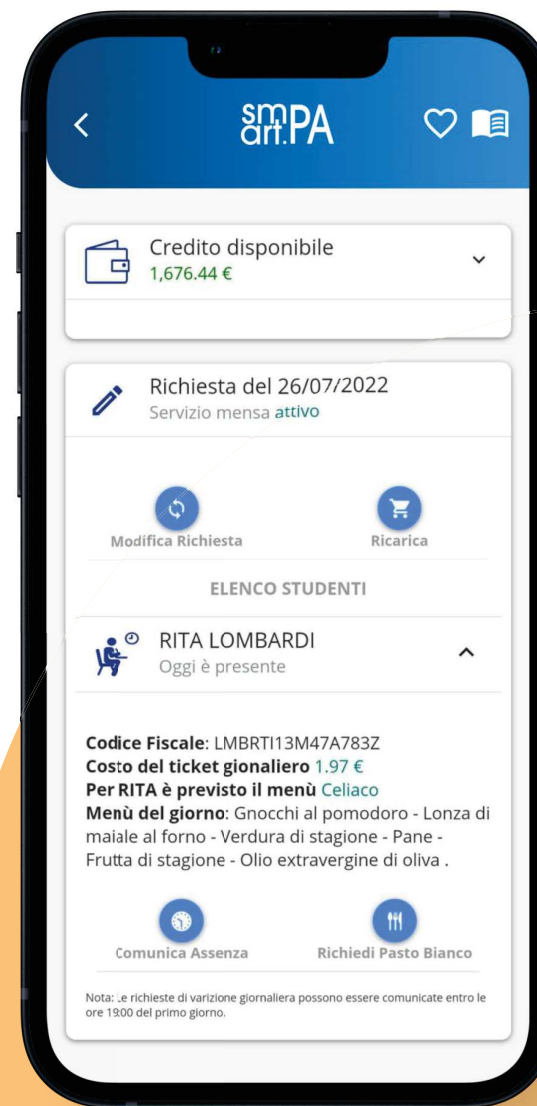 sm
art.PA
Credito disponibile
1,676.44 €
Richiesta del 26/07/2022
Servizio mensa attivo
Modifica Richiesta
Ricarica
ELENCO STUDENTI
RITA LOMBARDI
Oggi è presente
Codice Fiscale: LMBRTI13M47A783Z
Costo del ticket gionaliero 1.97 €
Per RITA è previsto il menù Celiaco
Menù del giorno: Gnocchi al pomodoro - Lonza di
maiale al forno - Verdura di stagione - Pane -
Frutta di stagione - Olio extravergine di oliva .
Comunica Assenza
Richiedi Pasto Bianco
Nota: Le richieste di varizione giornaliera possono essere comunicate entro le
ore 19:00 del primo giorno.